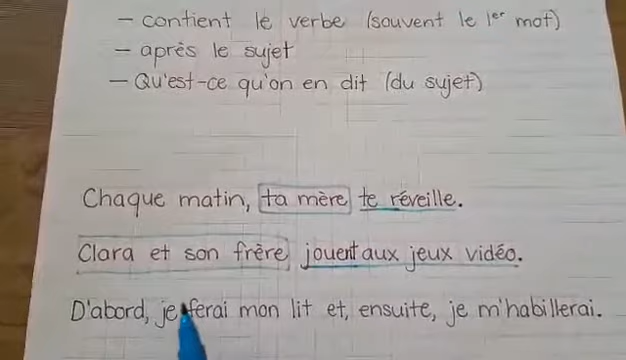 - contient le verbe (souvent le 1er mot)
- après le sujet
- Qu'est-ce qu'on en dit (du sujet)
Chaque matin, ta mère te réveille.
Clara et son frère jouent aux jeux vidéo.
D'abord, je ferai mon lit et, ensuite, je m'habillerai.